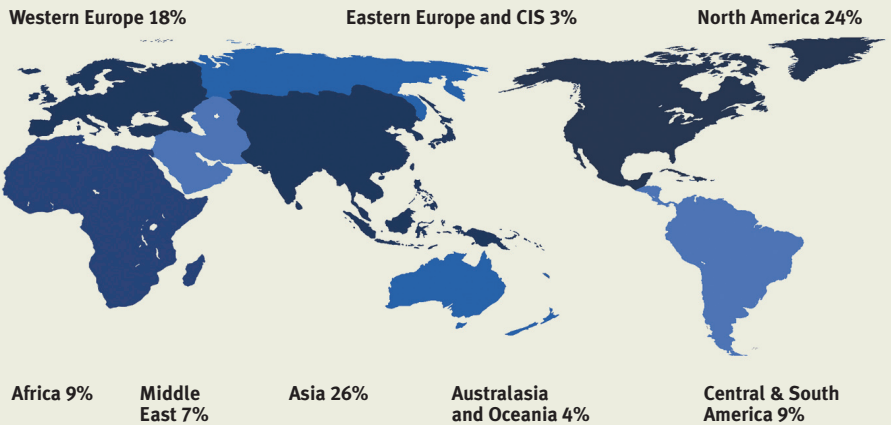 Western Europe 18%
Eastern Europe and CIS 3%
North America 24%
Africa 9%
Middle
East 7%
Asia 26%
Australasia
and Oceania 4%
Central & South
America 9%